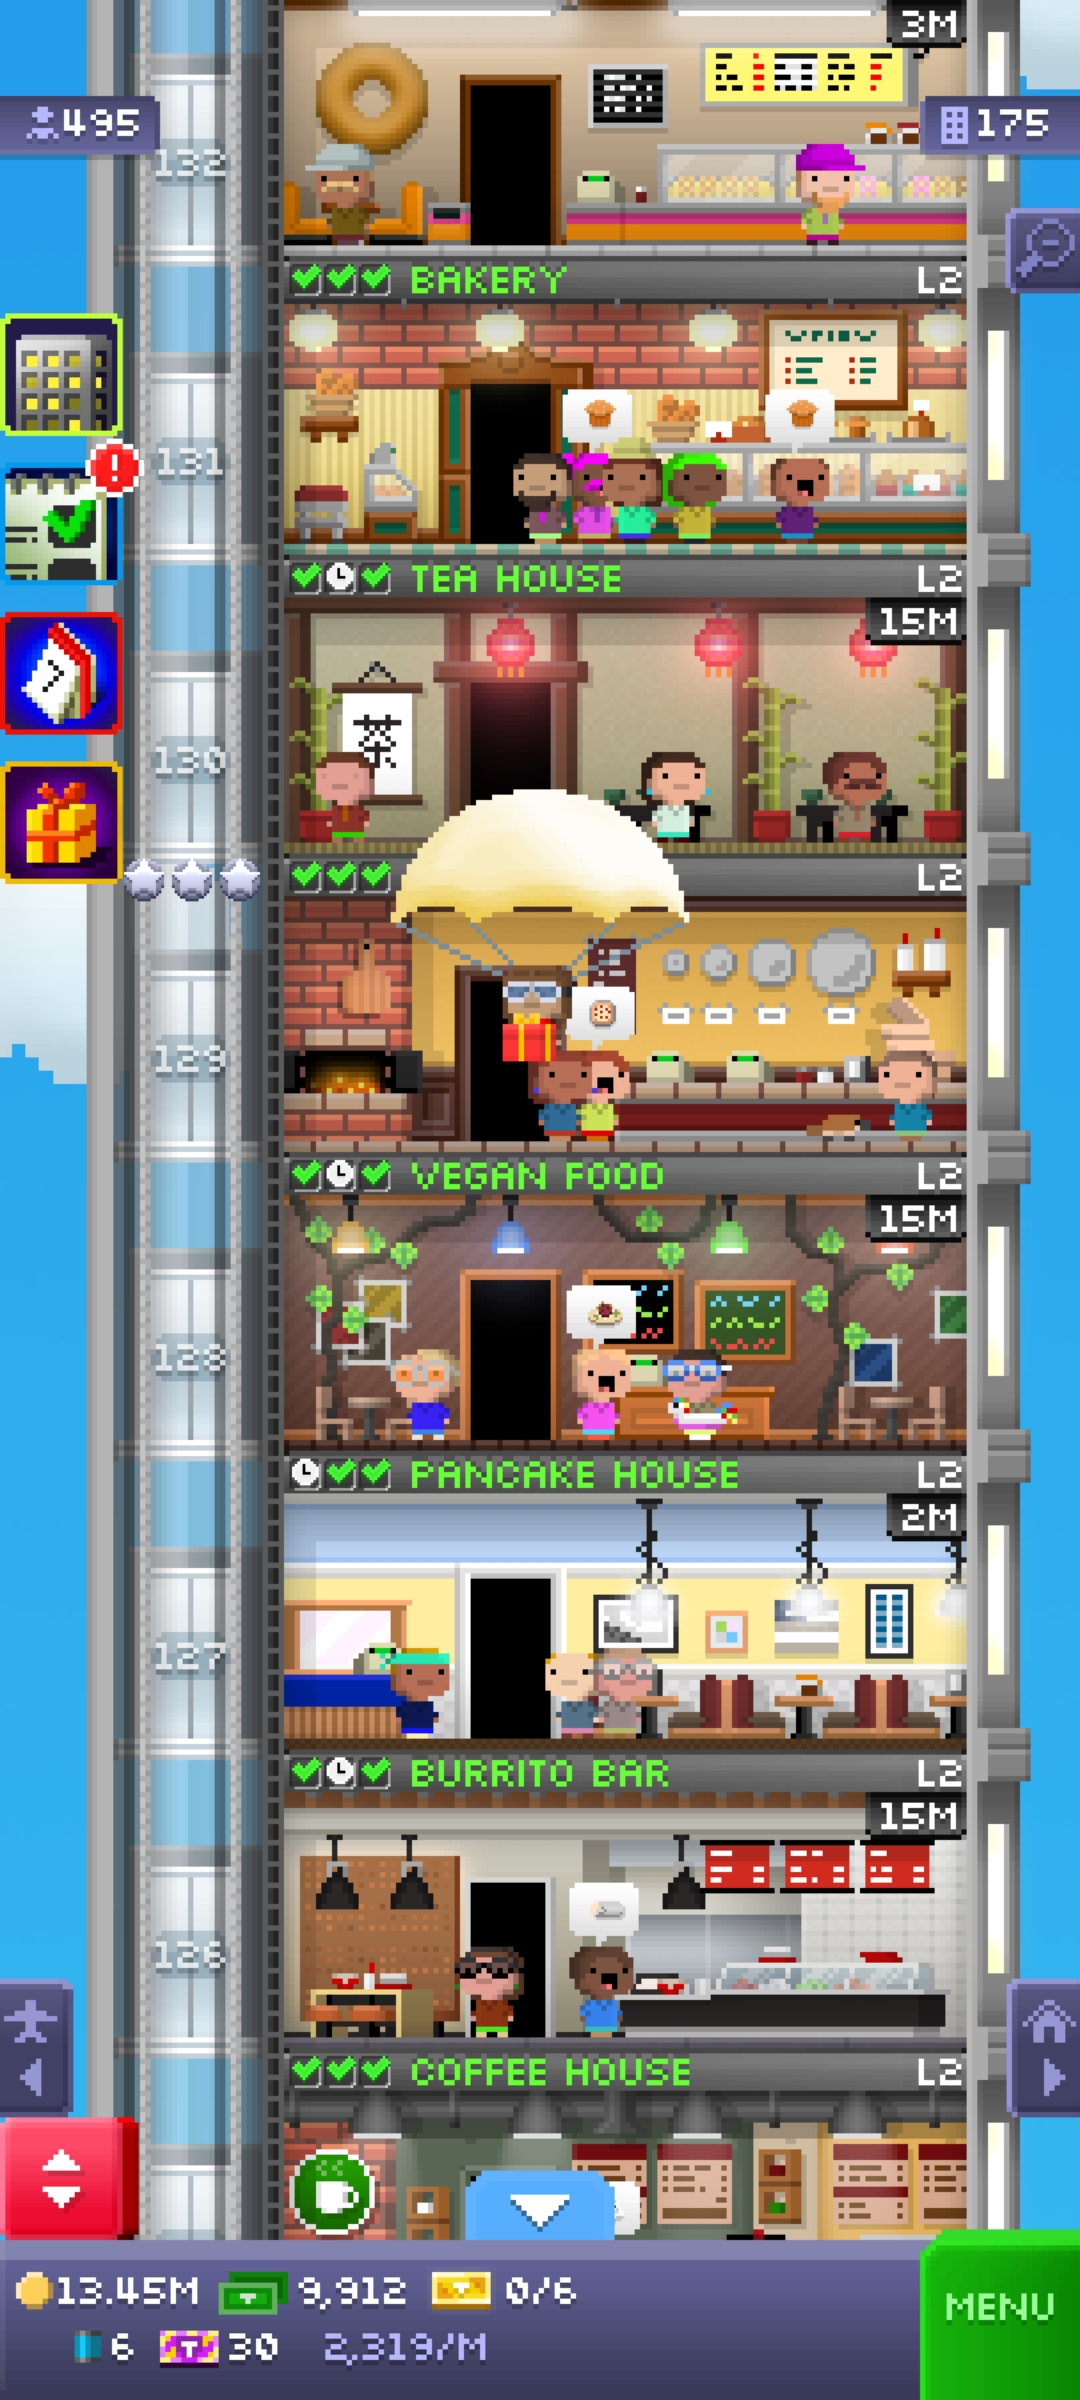 3M
495
175
132
BAKERY L2
131
TEA HOUSE L2
15M
茶
130
L2
129
VEGAN FOOD L2
15M
128
PANCAKE HOUSE L2
2M
127
BURRITO BAR L2
15M
126
COFFEE HOUSE L2
13.45M 9,912 0/6
6 T 30 2,319/M
MENU